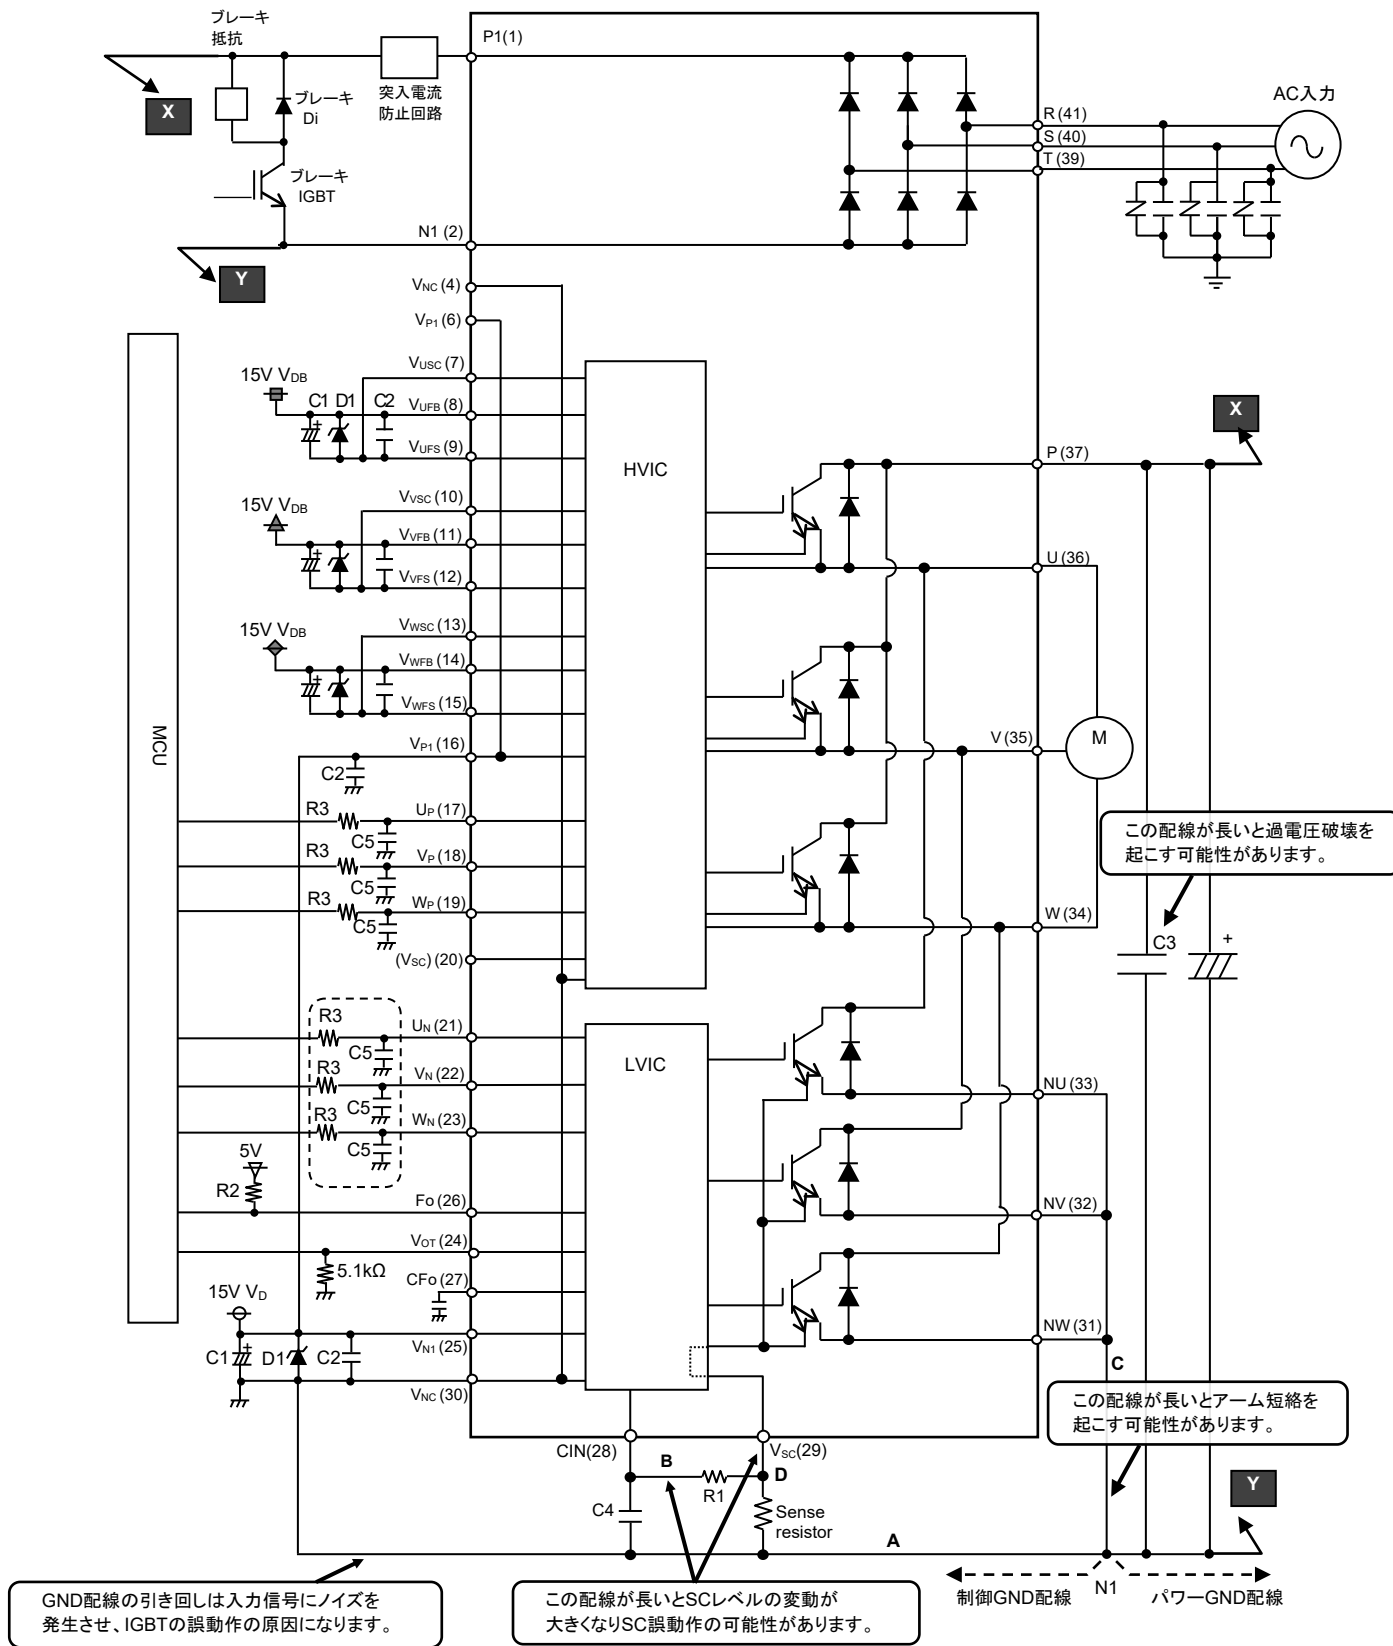 ブレーキ
抵抗
P1(1)
突入電流
防止回路
X
ブレーキ
Di
ブレーキ
IGBT
AC入力
R (41)
S (40)
T (39)
N1 (2)
Y
VNC (4)
VP1 (6)
VUSC (7)
15V VDB
C1 D1 C2
VUFB (8)
VUFS (9)
HVIC
X
P (37)
VVSC (10)
15V VDB
VVFB (11)
VVFS (12)
U (36)
VWSC (13)
15V VDB
VWFB (14)
VWFS (15)
MCU
VP1 (16)
C2
V (35)
M
R3
UP (17)
C5
R3
VP (18)
C5
R3
WP (19)
C5
(VSC) (20)
この配線が長いと過電圧破壊を
起こす可能性があります。
W (34)
C3
+
R3
UN (21)
C5
LVIC
R3
VN (22)
C5
R3
WN (23)
C5
NU (33)
5V
R2
Fo (26)
NV (32)
VOT (24)
5.1kΩ
CFo (27)
15V VD
NW (31)
C1
D1
C2
VN1 (25)
VNC (30)
C
この配線が長いとアーム短絡を
起こす可能性があります。
CIN(28)
VSC(29)
B
D
R1
C4
Sense
resistor
A
Y
制御GND配線
N1
パワーGND配線
GND配線の引き回しは入力信号にノイズを
発生させ、IGBTの誤動作の原因になります。
この配線が長いとSCレベルの変動が
大きくなりSC誤動作の可能性があります。